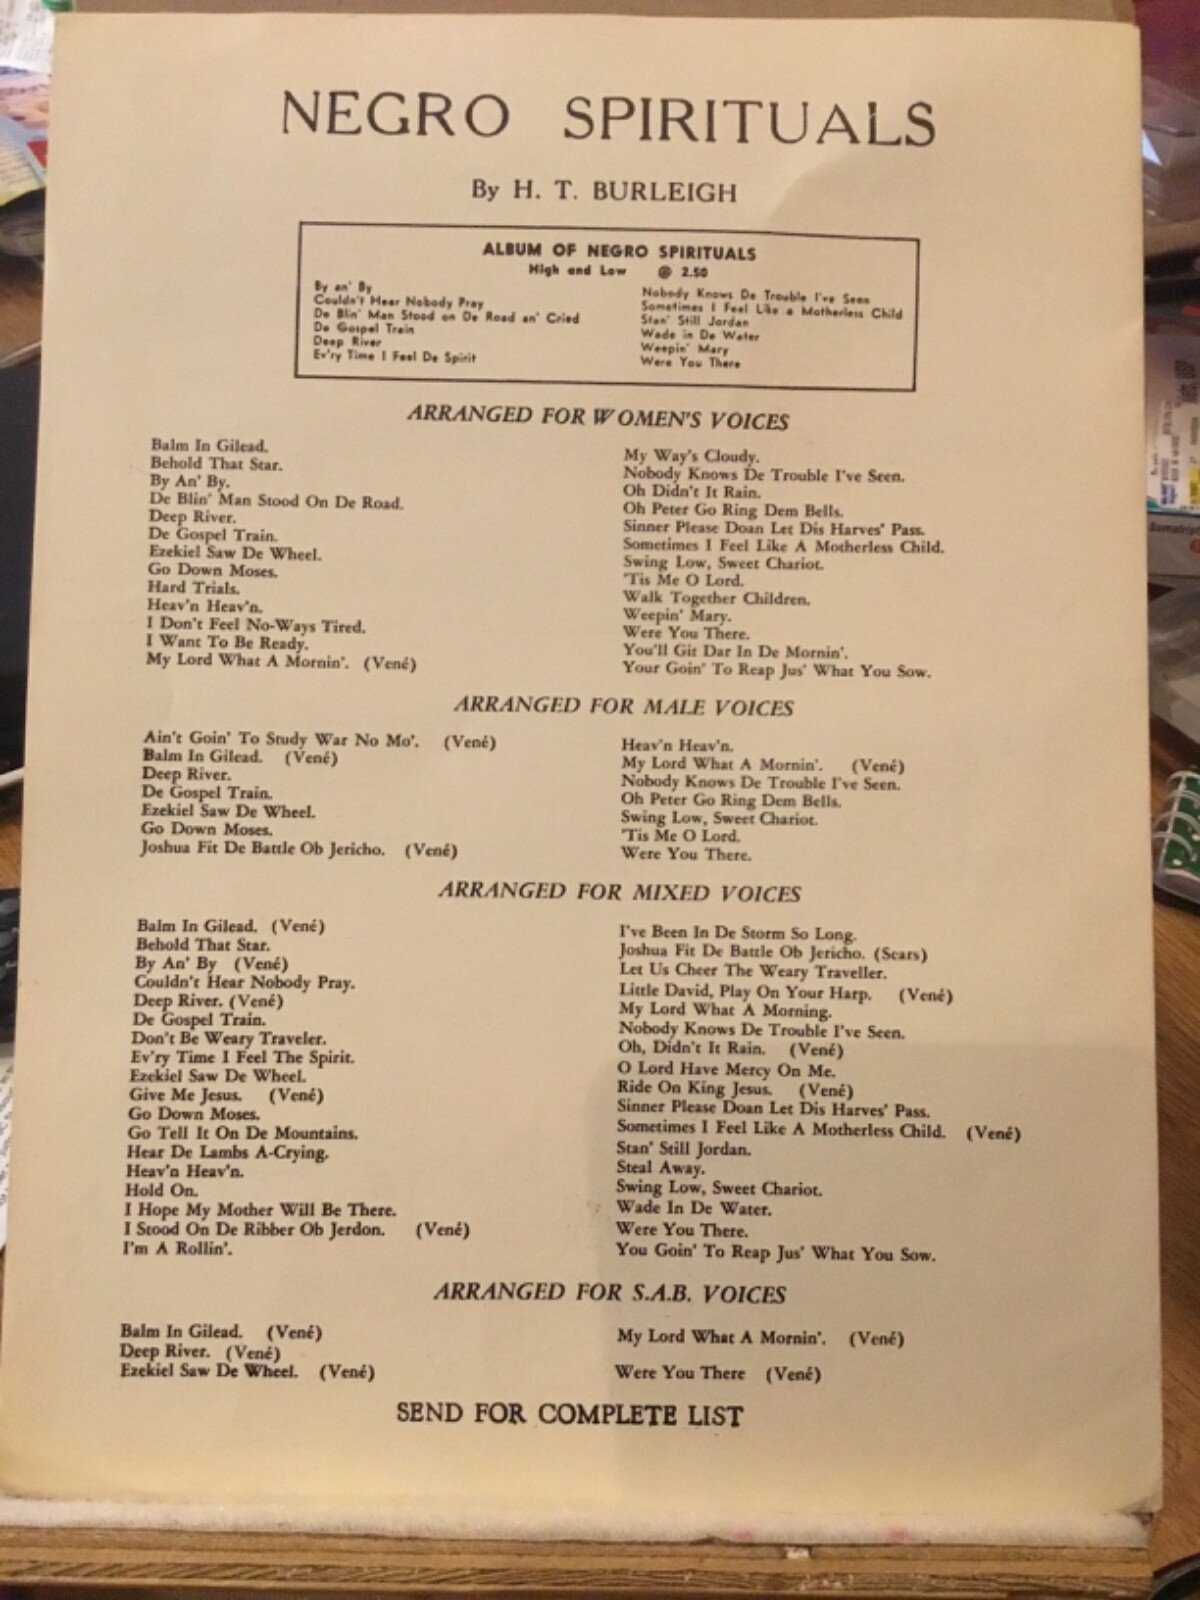 NEGRO SPIRITUALS
By H. T. BURLEIGH
ALBUM OF NEGRO SPIRITUALS
High and Low @ 2.50
By an' By
Couldn't Hear Nobody Pray
De Blin' Man Stood on De Road an' Cried
De Gospel Train
Deep River
Ev'ry Time I Feel De Spirit
Nobody Knows De Trouble I've Seen
Sometimes I Feel Like a Motherless Child
Stan' Still Jordan
Wade in De Water
Weepin' Mary
Were You There
ARRANGED FOR WOMEN'S VOICES
Balm In Gilead.
Behold That Star.
By An' By.
De Blin' Man Stood On De Road.
Deep River.
De Gospel Train.
Ezekiel Saw De Wheel.
Go Down Moses.
Hard Trials.
Heav'n Heav'n.
I Don't Feel No-Ways Tired.
I Want To Be Ready.
My Lord What A Mornin'. (Vené)
My Way's Cloudy.
Nobody Knows De Trouble I've Seen.
Oh Didn't It Rain.
Oh Peter Go Ring Dem Bells.
Sinner Please Doan Let Dis Harves' Pass.
Sometimes I Feel Like A Motherless Child.
Swing Low, Sweet Chariot.
'Tis Me O Lord.
Walk Together Children.
Weepin' Mary.
Were You There.
You'll Git Dar In De Mornin'.
Your Goin' To Reap Jus' What You Sow.
ARRANGED FOR MALE VOICES
Ain't Goin' To Study War No Mo'. (Vené)
Balm In Gilead. (Vené)
Deep River.
De Gospel Train.
Ezekiel Saw De Wheel.
Go Down Moses.
Joshua Fit De Battle Ob Jericho. (Vené)
Heav'n Heav'n.
My Lord What A Mornin'. (Vené)
Nobody Knows De Trouble I've Seen.
Oh Peter Go Ring Dem Bells.
Swing Low, Sweet Chariot.
'Tis Me O Lord.
Were You There.
ARRANGED FOR MIXED VOICES
Balm In Gilead. (Vené)
Behold That Star.
By An' By (Vené)
Couldn't Hear Nobody Pray.
Deep River. (Vené)
De Gospel Train.
Don't Be Weary Traveler.
Ev'ry Time I Feel The Spirit.
Ezekiel Saw De Wheel.
Give Me Jesus. (Vené)
Go Down Moses.
Go Tell It On De Mountains.
Hear De Lambs A-Crying.
Heav'n Heav'n.
Hold On.
I Hope My Mother Will Be There.
I Stood On De Ribber Ob Jerdon. (Vené)
I'm A Rollin'.
I've Been In De Storm So Long.
Joshua Fit De Battle Ob Jericho. (Sears)
Let Us Cheer The Weary Traveller.
Little David, Play On Your Harp. (Vené)
My Lord What A Morning.
Nobody Knows De Trouble I've Seen.
Oh, Didn't It Rain. (Vené)
O Lord Have Mercy On Me.
Ride On King Jesus. (Vené)
Sinner Please Doan Let Dis Harves' Pass.
Sometimes I Feel Like A Motherless Child. (Vené)
Stan' Still Jordan.
Steal Away.
Swing Low, Sweet Chariot.
Wade In De Water.
Were You There.
You Goin' To Reap Jus' What You Sow.
ARRANGED FOR S.A.B. VOICES
Balm In Gilead. (Vené)
Deep River. (Vené)
Ezekiel Saw De Wheel. (Vené)
My Lord What A Mornin'. (Vené)
Were You There (Vené)
SEND FOR COMPLETE LIST